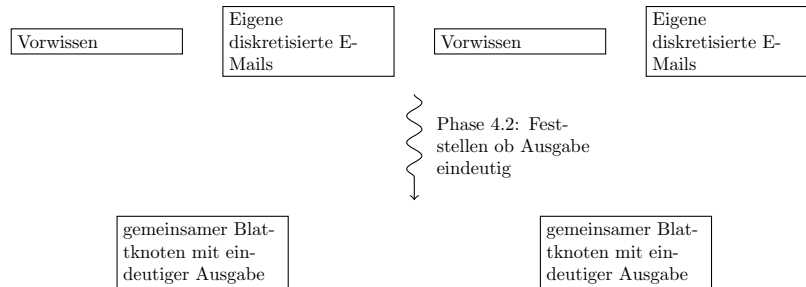 Vorwissen
Eigene
diskretisierte E-
Mails
Vorwissen
Eigene
diskretisierte E-
Mails
Phase 4.2: Fest-
stellen ob Ausgabe
eindeutig
gemeinsamer Blat-
tknoten mit ein-
deutiger Ausgabe
gemeinsamer Blat-
tknoten mit ein-
deutiger Ausgabe